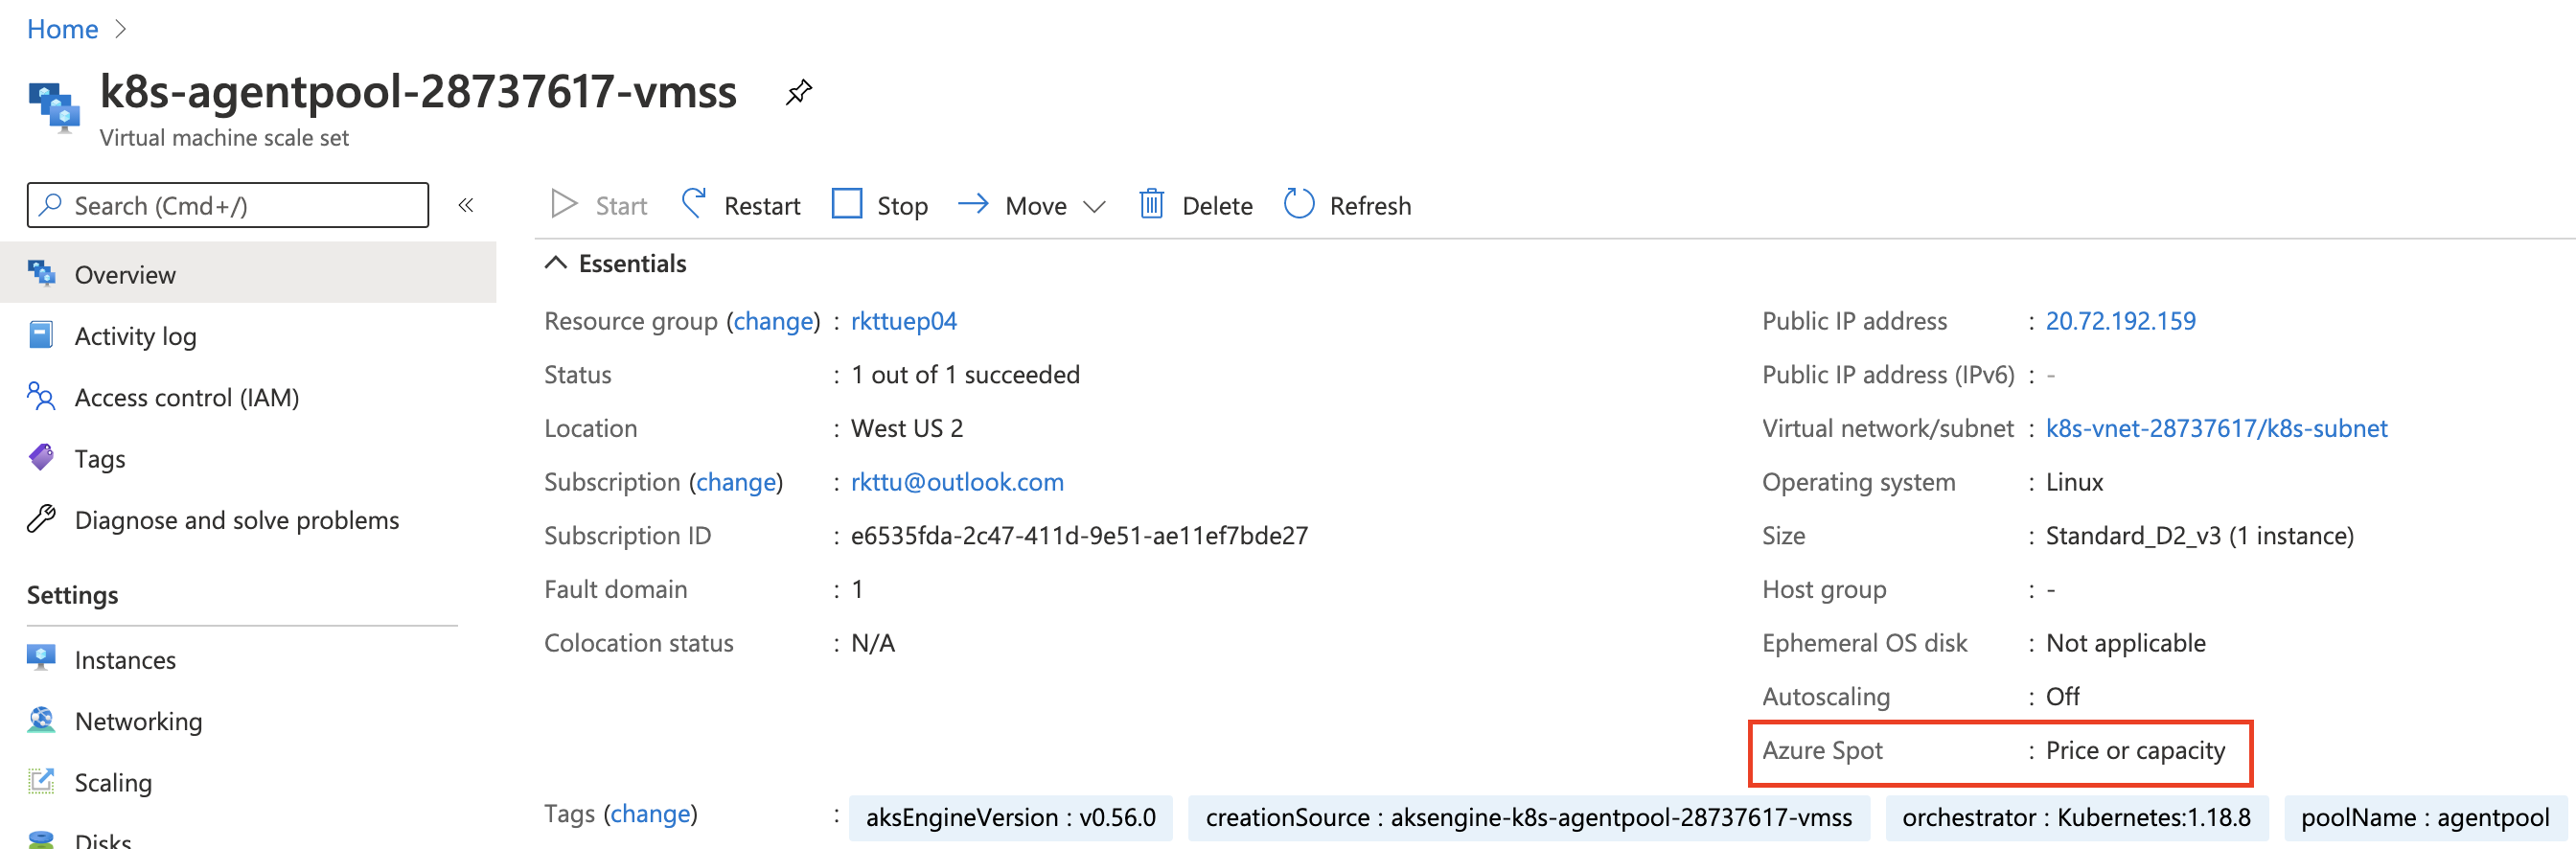 Home
k8s-agentpool-28737617-vmss
Virtual machine scale set
Search (Cmd+/)
«
Start Restart Stop Move Delete Refresh
Overview
Activity log
Access control (IAM)
Tags
Diagnose and solve problems
Settings
Instances
Networking
Scaling
Disks
Essentials
Resource group (change) : rkttuep04
Status : 1 out of 1 succeeded
Location : West US 2
Subscription (change) : rkttu@outlook.com
Subscription ID : e6535fda-2c47-411d-9e51-ae11ef7bde27
Fault domain : 1
Colocation status : N/A
Public IP address : 20.72.192.159
Public IP address (IPv6) : -
Virtual network/subnet : k8s-vnet-28737617/k8s-subnet
Operating system : Linux
Size : Standard_D2_v3 (1 instance)
Host group : -
Ephemeral OS disk : Not applicable
Autoscaling : Off
Azure Spot : Price or capacity
Tags (change) : aksEngineVersion : v0.56.0 creationSource : aksengine-k8s-agentpool-28737617-vmss orchestrator : Kubernetes:1.18.8 poolName : agentpool